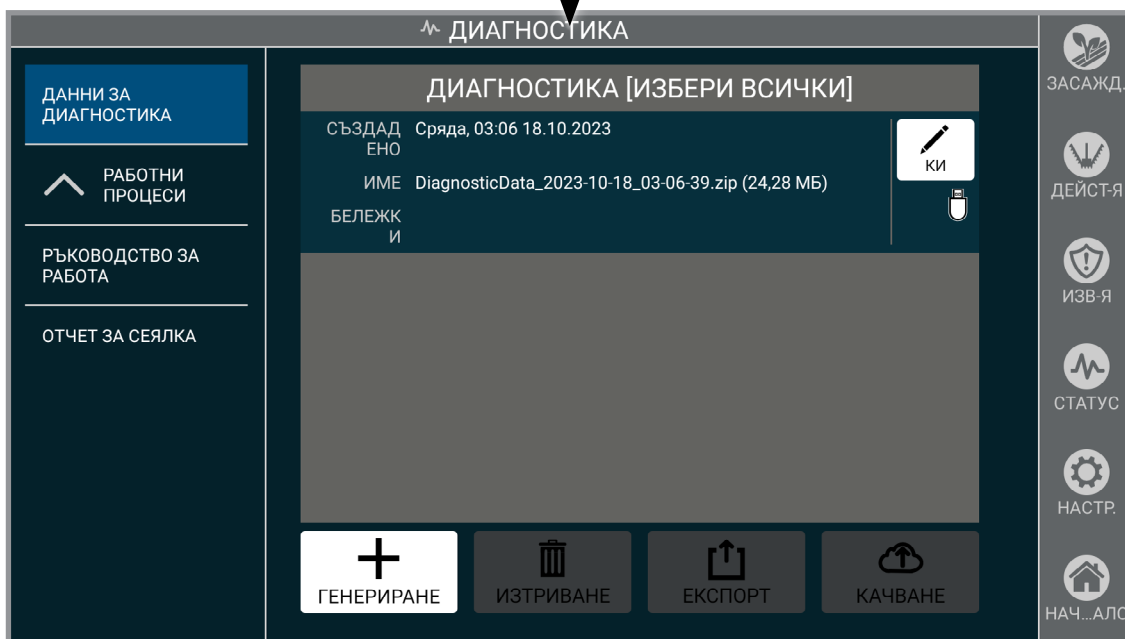 ДИАГНОСТИКА
ДАННИ ЗА
ДИАГНОСТИКА
РАБОТНИ
ПРОЦЕСИ
РЪКОВОДСТВО ЗА
РАБОТА
ОТЧЕТ ЗА СЕЯЛКА
ДИАГНОСТИКА [ИЗБЕРИ ВСИЧКИ]
СЪЗДАД
ЕНО
Сряда, 03:06 18.10.2023
ИМЕ
DiagnosticData_2023-10-18_03-06-39.zip (24,28 МБ)
БЕЛЕЖК
И
КИ
ГЕНЕРИРАНЕ
ИЗТРИВАНЕ
ЕКСПОРТ
КАЧВАНЕ
ЗАСАЖД.
ДЕЙСТ-Я
ИЗВ-Я
СТАТУС
НАСТР.
НАЧ...АЛО